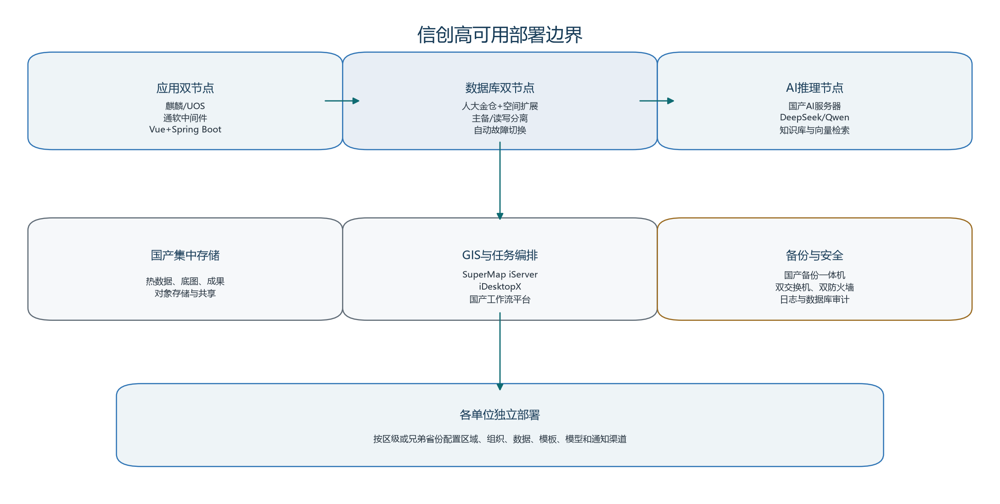 信创高可用部署边界
应用双节点
麒麟/UOS
通软中间件
Vue+Spring Boot
数据库双节点
人大金仓+空间扩展
主备/读写分离
自动故障切换
AI推理节点
国产AI服务器
DeepSeek/Qwen
知识库与向量检索
国产集中存储
热数据、底图、成果
对象存储与共享
GIS与任务编排
SuperMap iServer
iDesktopX
国产工作流平台
备份与安全
国产备份一体机
双交换机、双防火墙
日志与数据库审计
各单位独立部署
按区级或兄弟省份配置区域、组织、数据、模板、模型和通知渠道